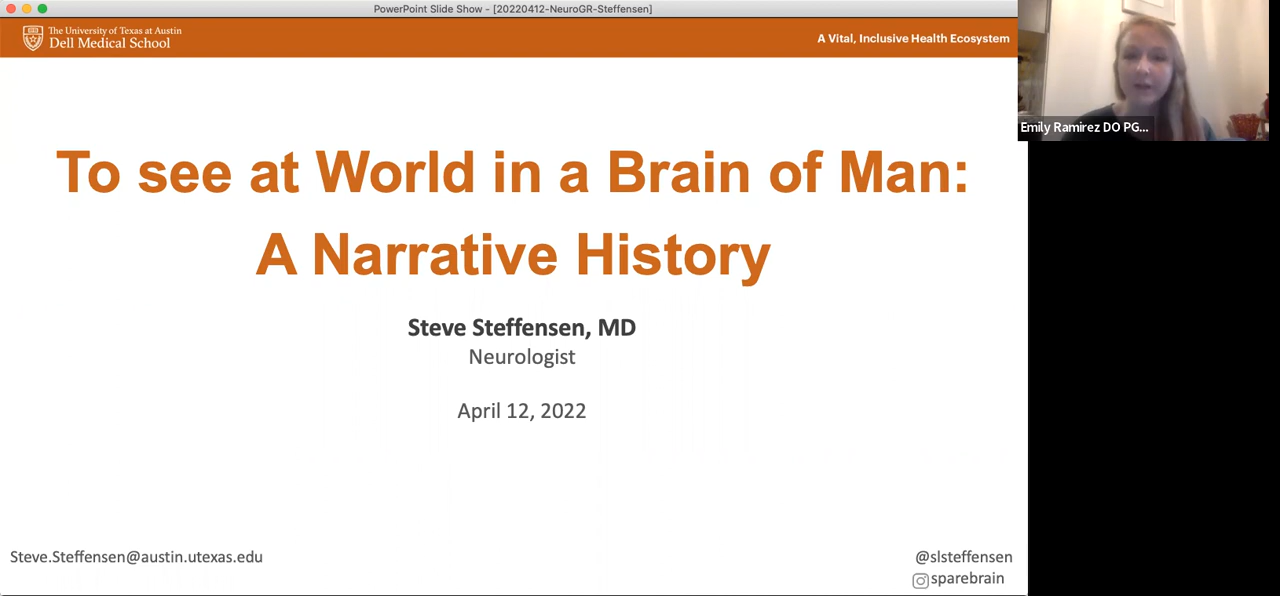 PowerPoint Slide Show - [20220412-NeuroGR-Steffensen]
The University of Texas at Austin
Dell Medical School
A Vital, Inclusive Health Ecosystem
Emily Ramirez DO PG...
To see at World in a Brain of Man:
A Narrative History
Steve Steffensen, MD
Neurologist
April 12, 2022
Steve.Steffensen@austin.utexas.edu
@slsteffensen
sparebrain